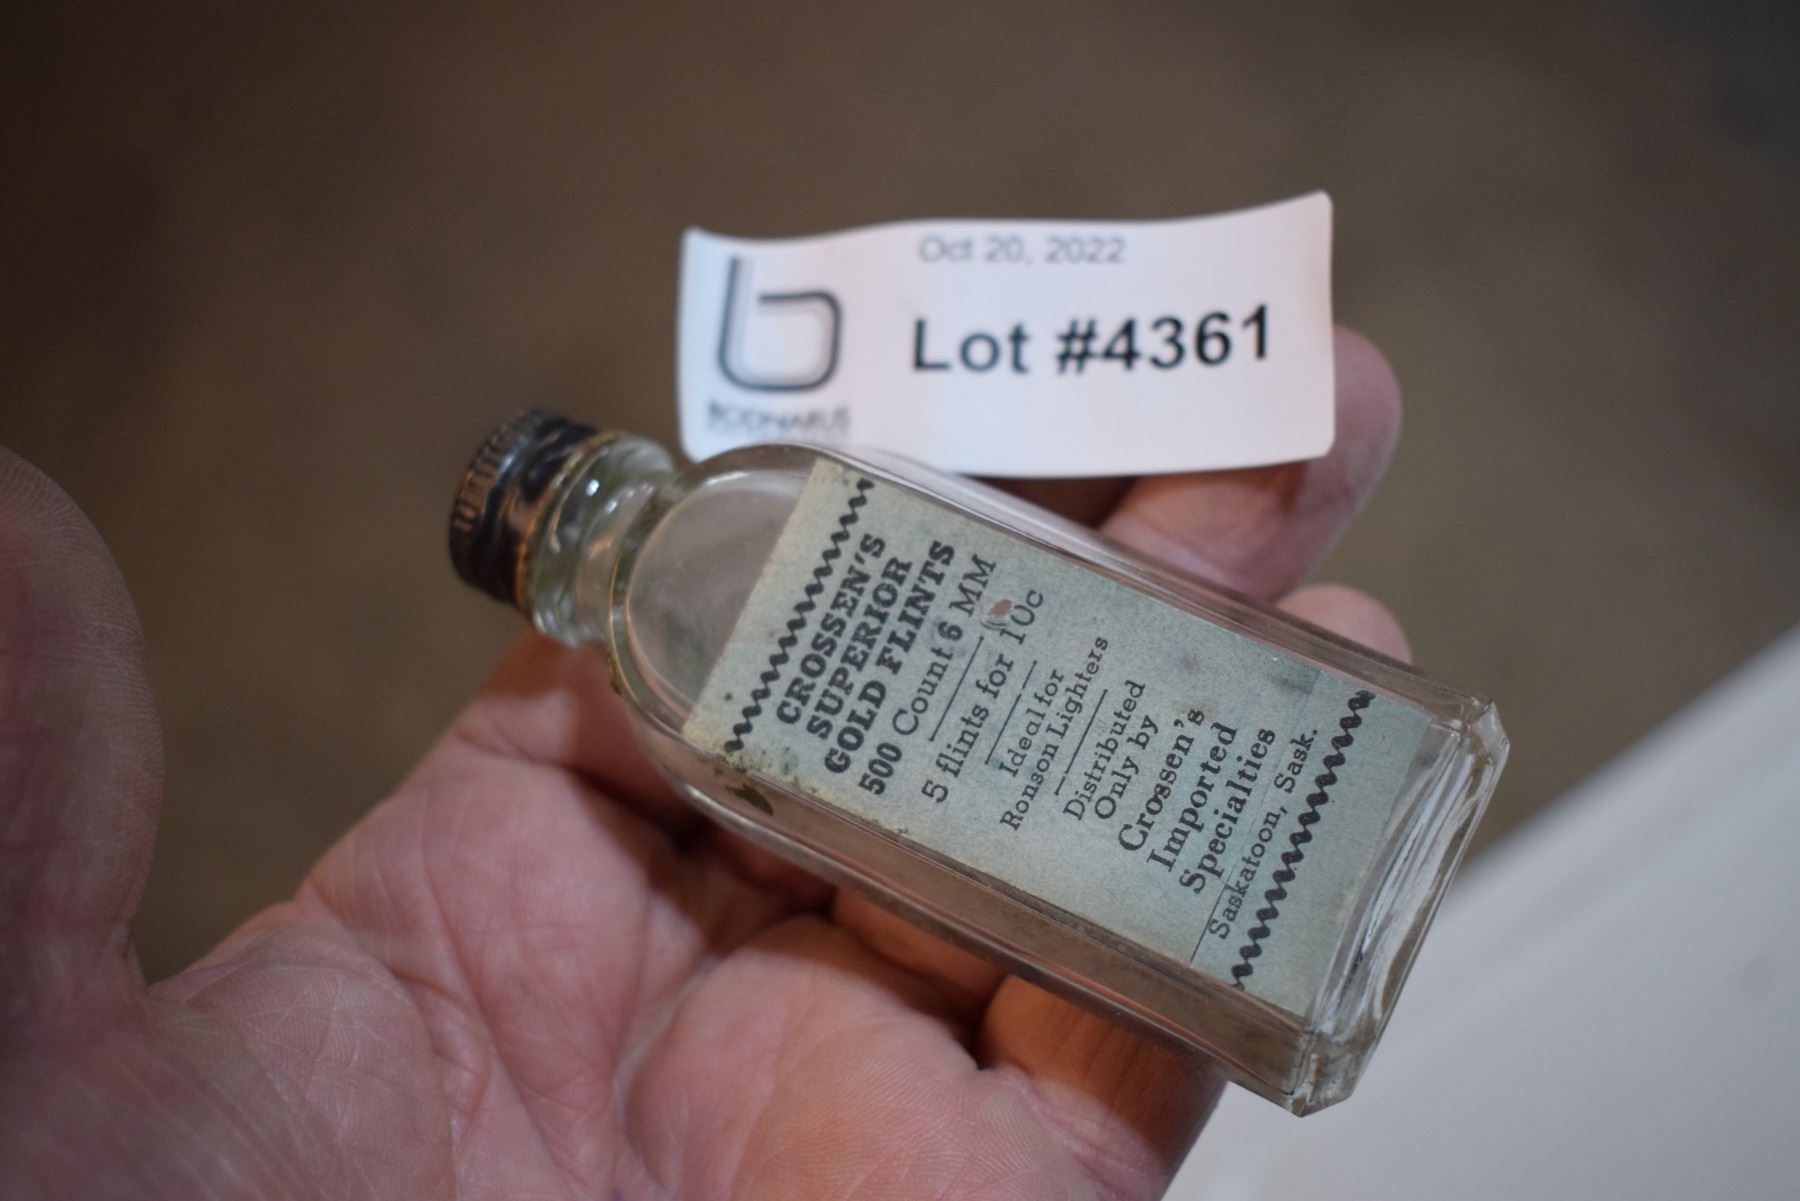 Oct 20, 2022
Lot #4361
BODNARUS
CROSSEN'S
SUPERIOR
GOLD FLINTS
500 Count 6 MM
5 flints for 10c
Ideal for
Ronson Lighters
Distributed
Only by
Crossen's
Imported
Specialties
Saskatoon, Sask.